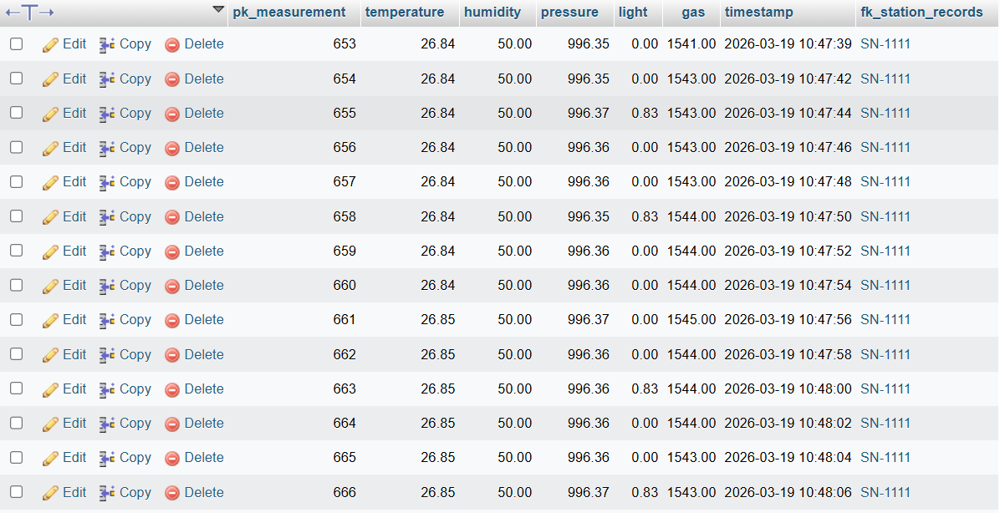 pk_measurement temperature humidity pressure light gas timestamp fk_station_records
Edit Copy Delete 653 26.84 50.00 996.35 0.00 1541.00 2026-03-19 10:47:39 SN-1111
Edit Copy Delete 654 26.84 50.00 996.35 0.00 1543.00 2026-03-19 10:47:42 SN-1111
Edit Copy Delete 655 26.84 50.00 996.37 0.83 1543.00 2026-03-19 10:47:44 SN-1111
Edit Copy Delete 656 26.84 50.00 996.36 0.00 1543.00 2026-03-19 10:47:46 SN-1111
Edit Copy Delete 657 26.84 50.00 996.36 0.00 1543.00 2026-03-19 10:47:48 SN-1111
Edit Copy Delete 658 26.84 50.00 996.35 0.83 1544.00 2026-03-19 10:47:50 SN-1111
Edit Copy Delete 659 26.84 50.00 996.36 0.00 1544.00 2026-03-19 10:47:52 SN-1111
Edit Copy Delete 660 26.84 50.00 996.36 0.00 1544.00 2026-03-19 10:47:54 SN-1111
Edit Copy Delete 661 26.85 50.00 996.37 0.00 1545.00 2026-03-19 10:47:56 SN-1111
Edit Copy Delete 662 26.85 50.00 996.36 0.00 1544.00 2026-03-19 10:47:58 SN-1111
Edit Copy Delete 663 26.85 50.00 996.36 0.83 1544.00 2026-03-19 10:48:00 SN-1111
Edit Copy Delete 664 26.85 50.00 996.36 0.00 1544.00 2026-03-19 10:48:02 SN-1111
Edit Copy Delete 665 26.85 50.00 996.36 0.00 1543.00 2026-03-19 10:48:04 SN-1111
Edit Copy Delete 666 26.85 50.00 996.37 0.83 1543.00 2026-03-19 10:48:06 SN-1111